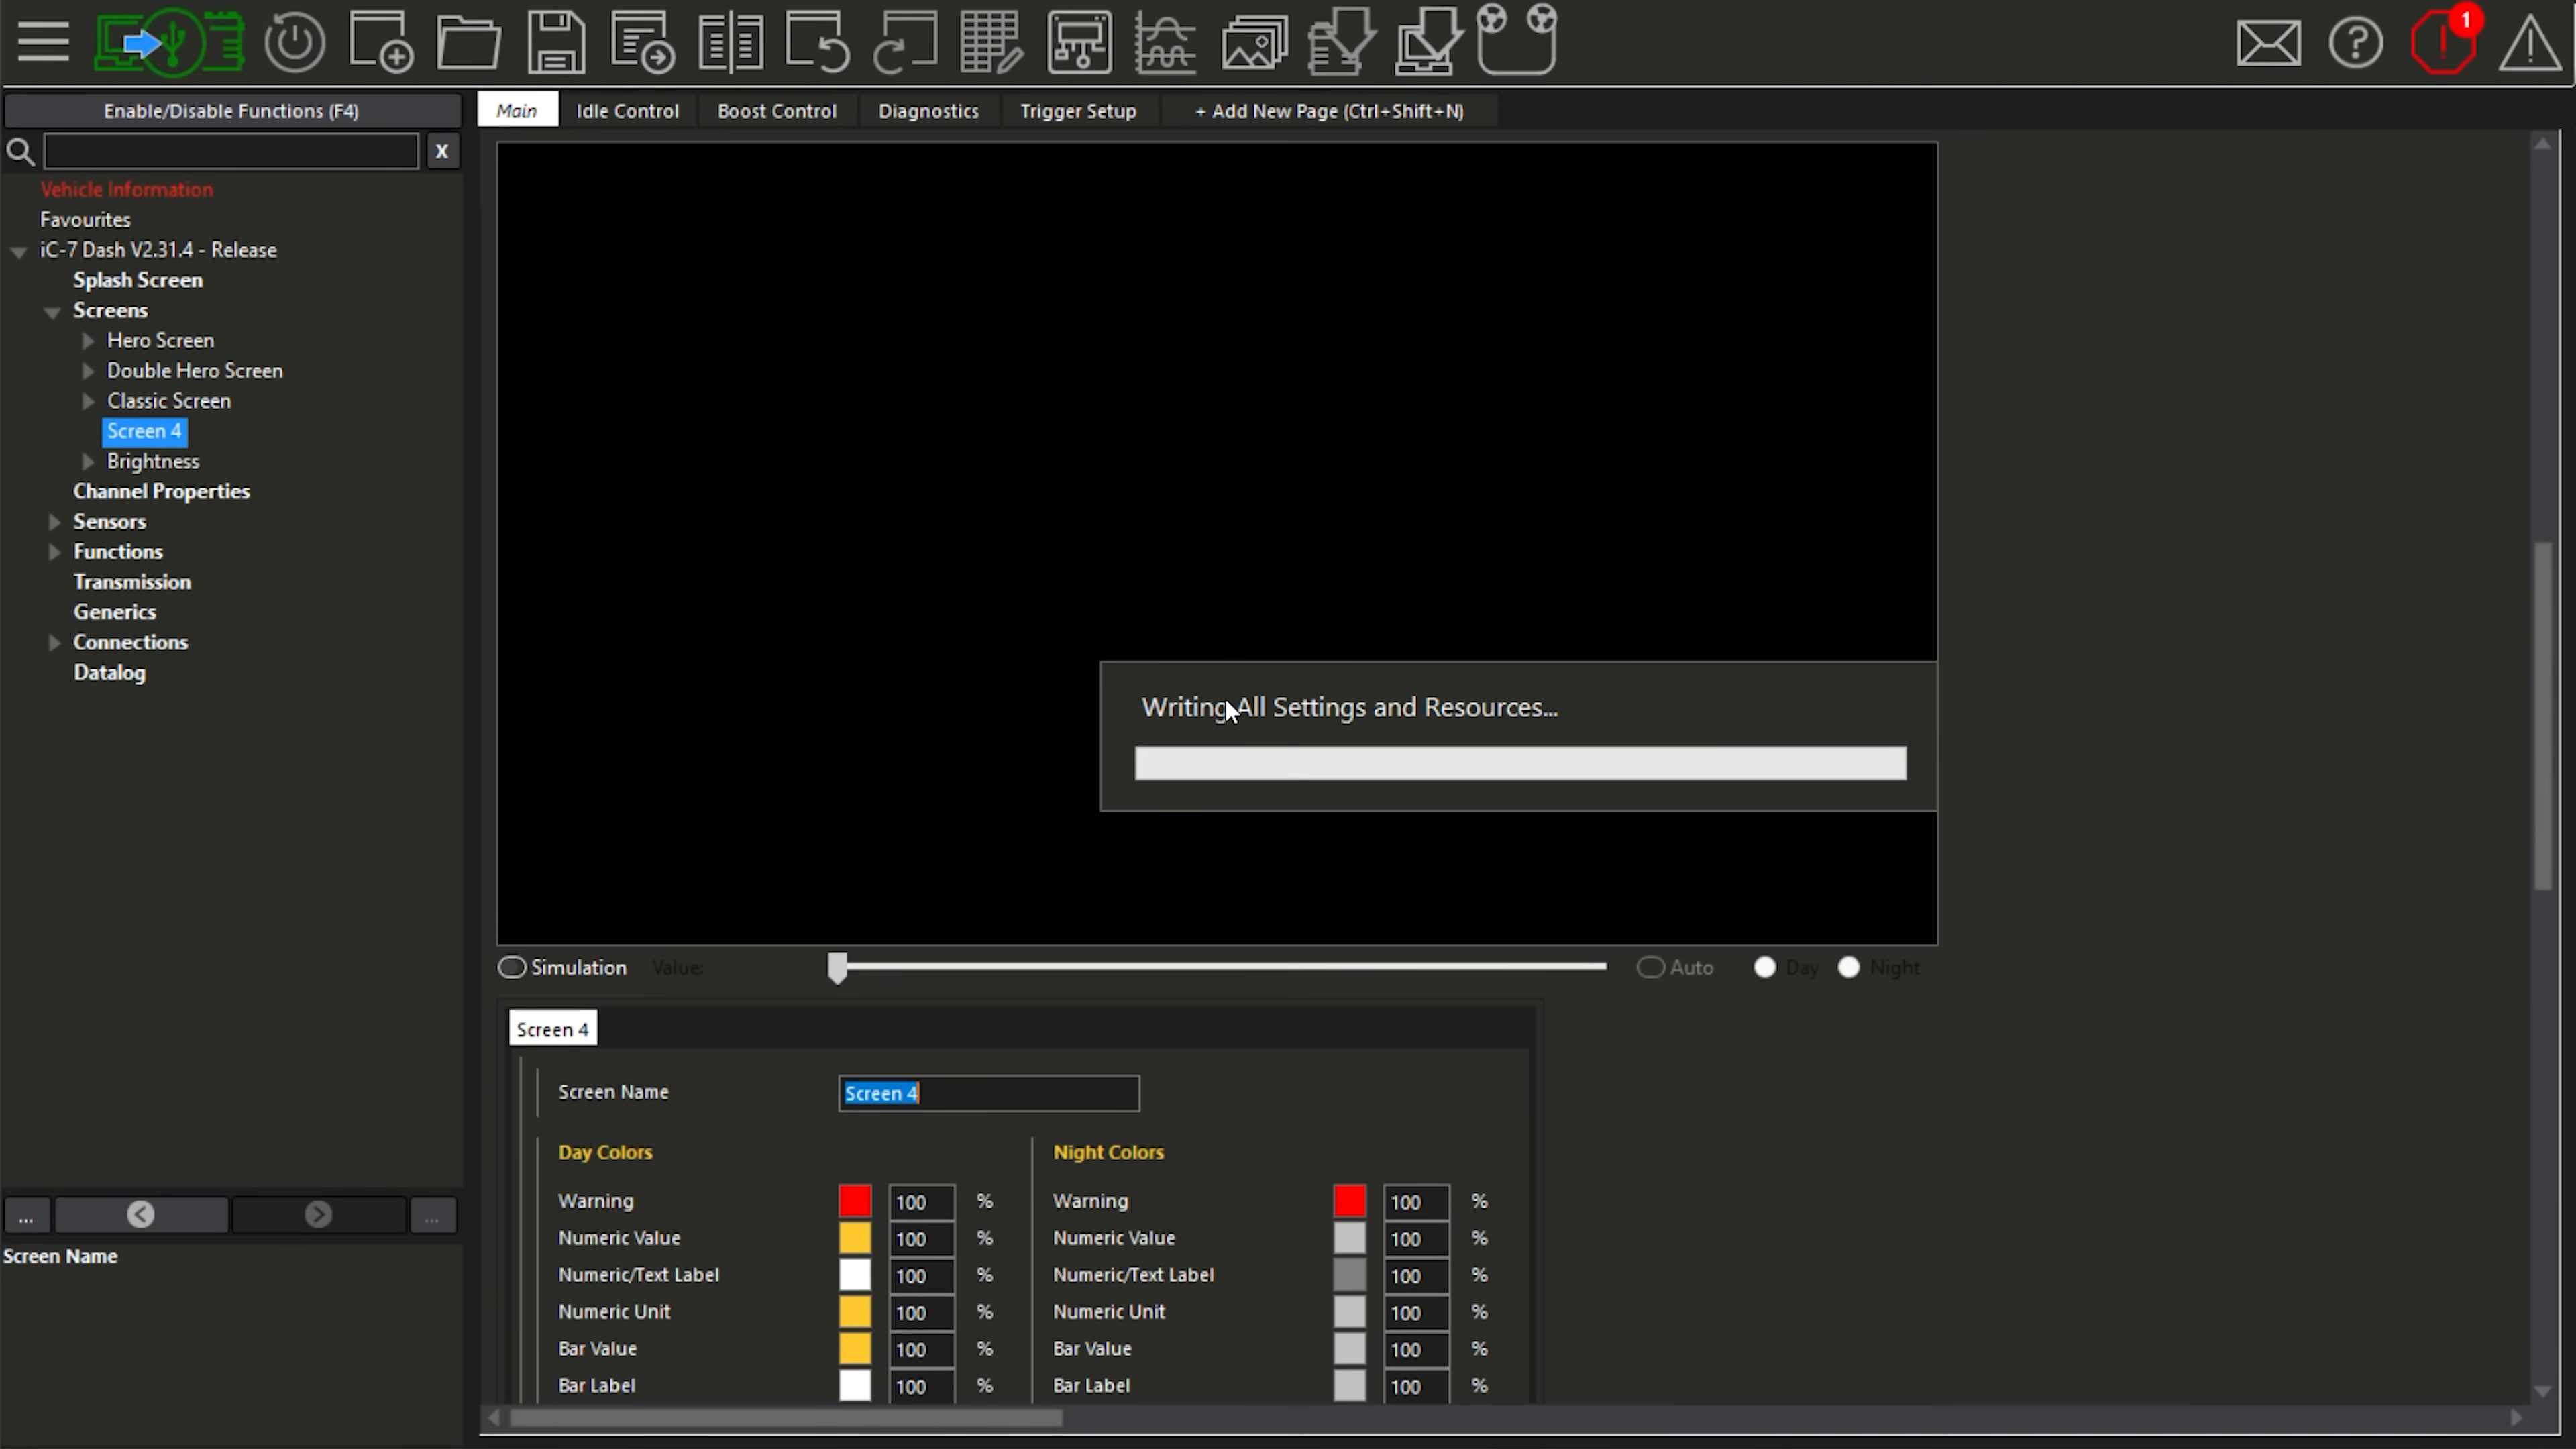 1
Enable/Disable Functions (F4)
Main
Idle Control
Boost Control
Diagnostics
Trigger Setup
+ Add New Page (Ctrl+Shift+N)
X
Vehicle Information
Favourites
iC-7 Dash V2.31.4 - Release
Splash Screen
Screens
Hero Screen
Double Hero Screen
Classic Screen
Screen 4
Brightness
Channel Properties
Sensors
Functions
Transmission
Generics
Connections
Datalog
...
...
Screen Name
Writing All Settings and Resources...
Simulation
Value:
Auto
Day
Night
Screen 4
Screen Name
Screen 4
Day Colors
Night Colors
Warning 100 %
Warning 100 %
Numeric Value 100 %
Numeric Value 100 %
Numeric/Text Label 100 %
Numeric/Text Label 100 %
Numeric Unit 100 %
Numeric Unit 100 %
Bar Value 100 %
Bar Value 100 %
Bar Label 100 %
Bar Label 100 %